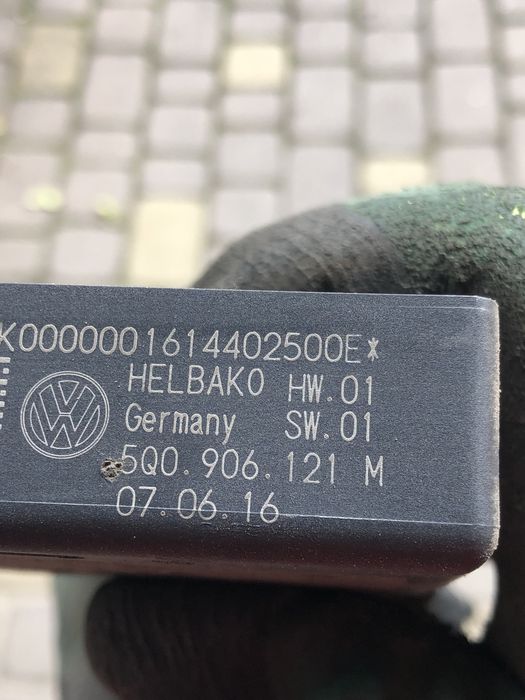 K0000001614402500E*
HELBAKO HW.01
Germany SW.01
5Q0.906.121 M
07.06.16